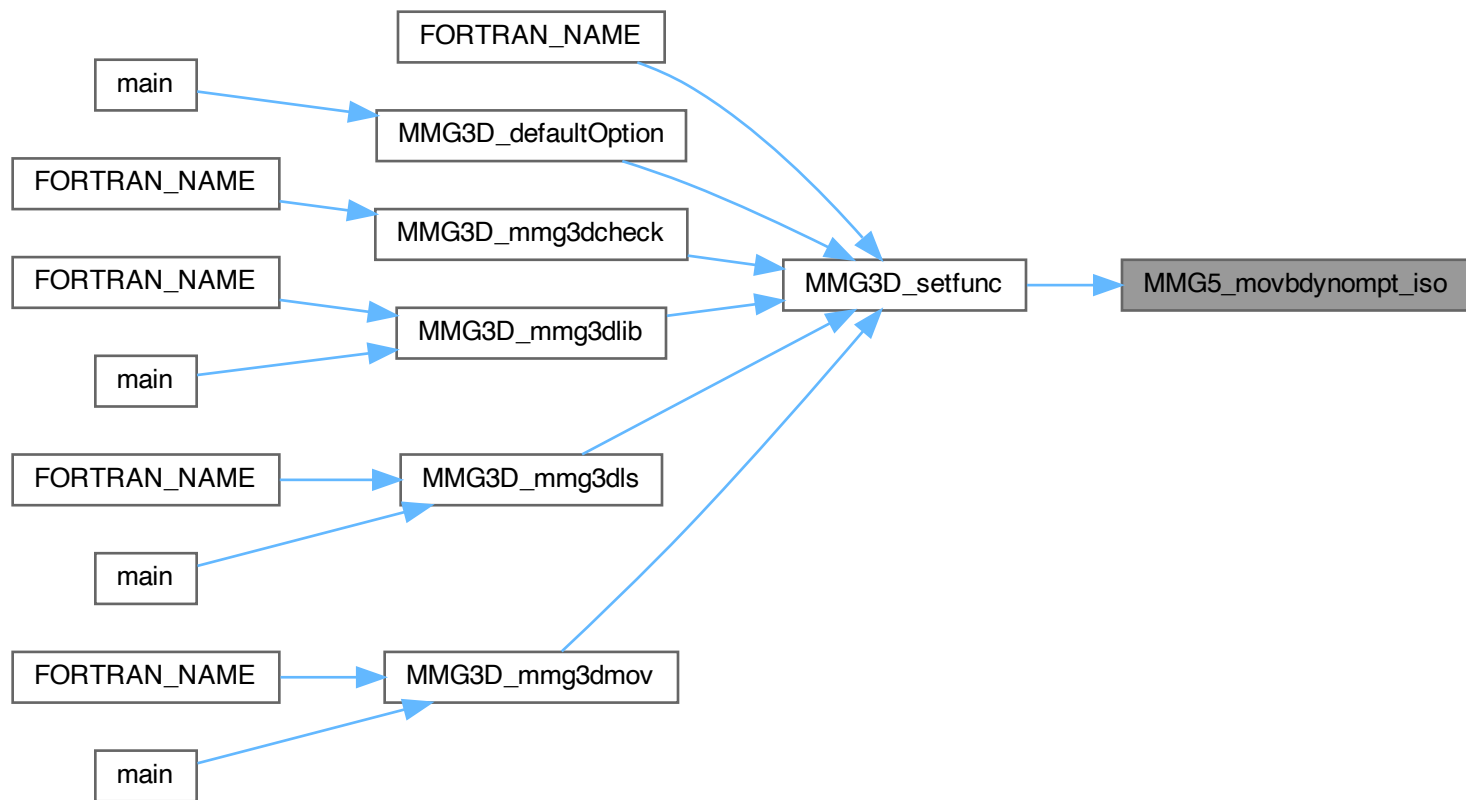 FORTRAN_NAME
main
MMG3D_defaultOption
FORTRAN_NAME
MMG3D_mmg3dcheck
FORTRAN_NAME
MMG3D_setfunc
MMG5_movbdynompt_iso
MMG3D_mmg3dlib
main
FORTRAN_NAME
MMG3D_mmg3dls
main
FORTRAN_NAME
MMG3D_mmg3dmov
main